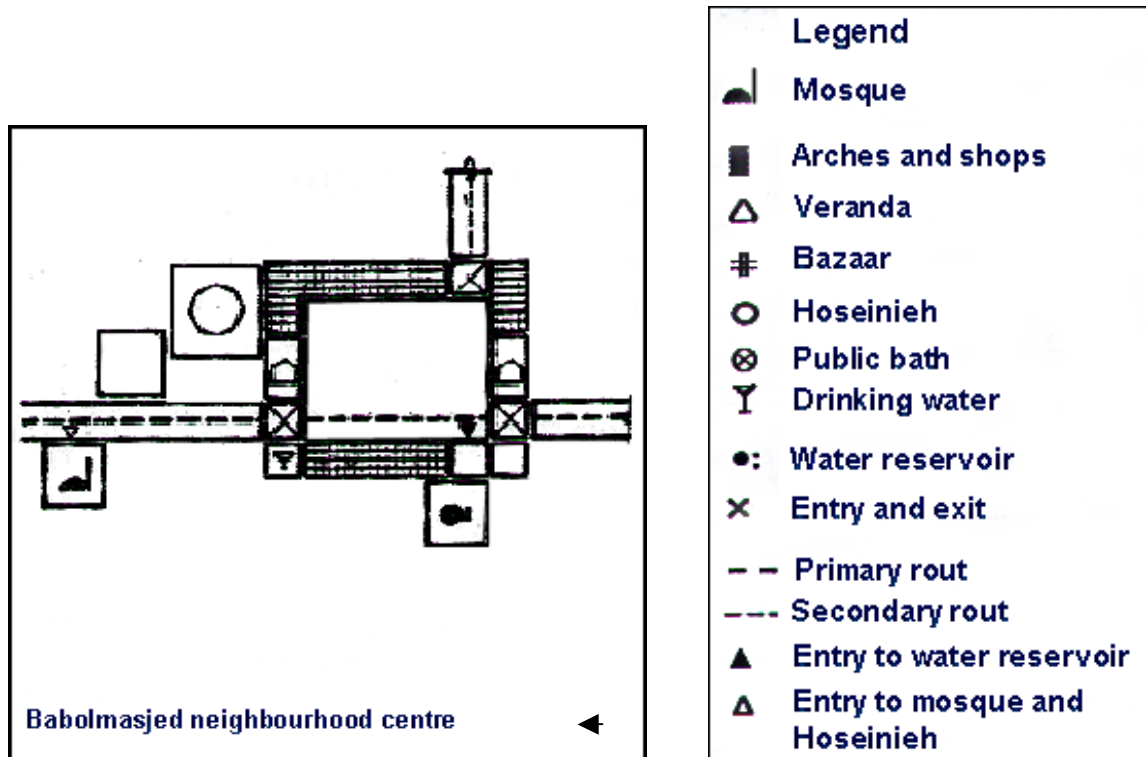 Babolmasjed neighbourhood centre
Legend
Mosque
Arches and shops
Veranda
Bazaar
Hoseinieh
Public bath
Drinking water
Water reservoir
Entry and exit
Primary rout
Secondary rout
Entry to water reservoir
Entry to mosque and
Hoseinieh